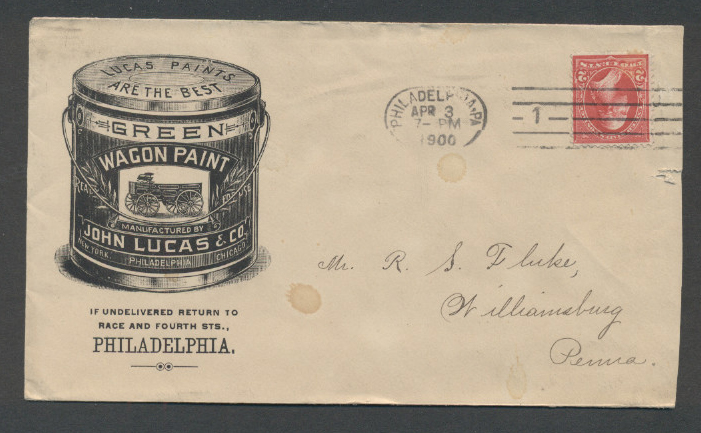 LUCAS PAINTS
ARE THE BEST
GREEN
WAGON PAINT
MANUFACTURED BY
JOHN LUCAS & CO.
NEW YORK. PHILADELPHIA CHICAGO
IF UNDELIVERED RETURN TO
RACE AND FOURTH STS.,
PHILADELPHIA.
PHILADELPHIA, PA
APR 3
7- PM
1900
1
Mr. R. S. Fluke,
Williamsburg
Penna.